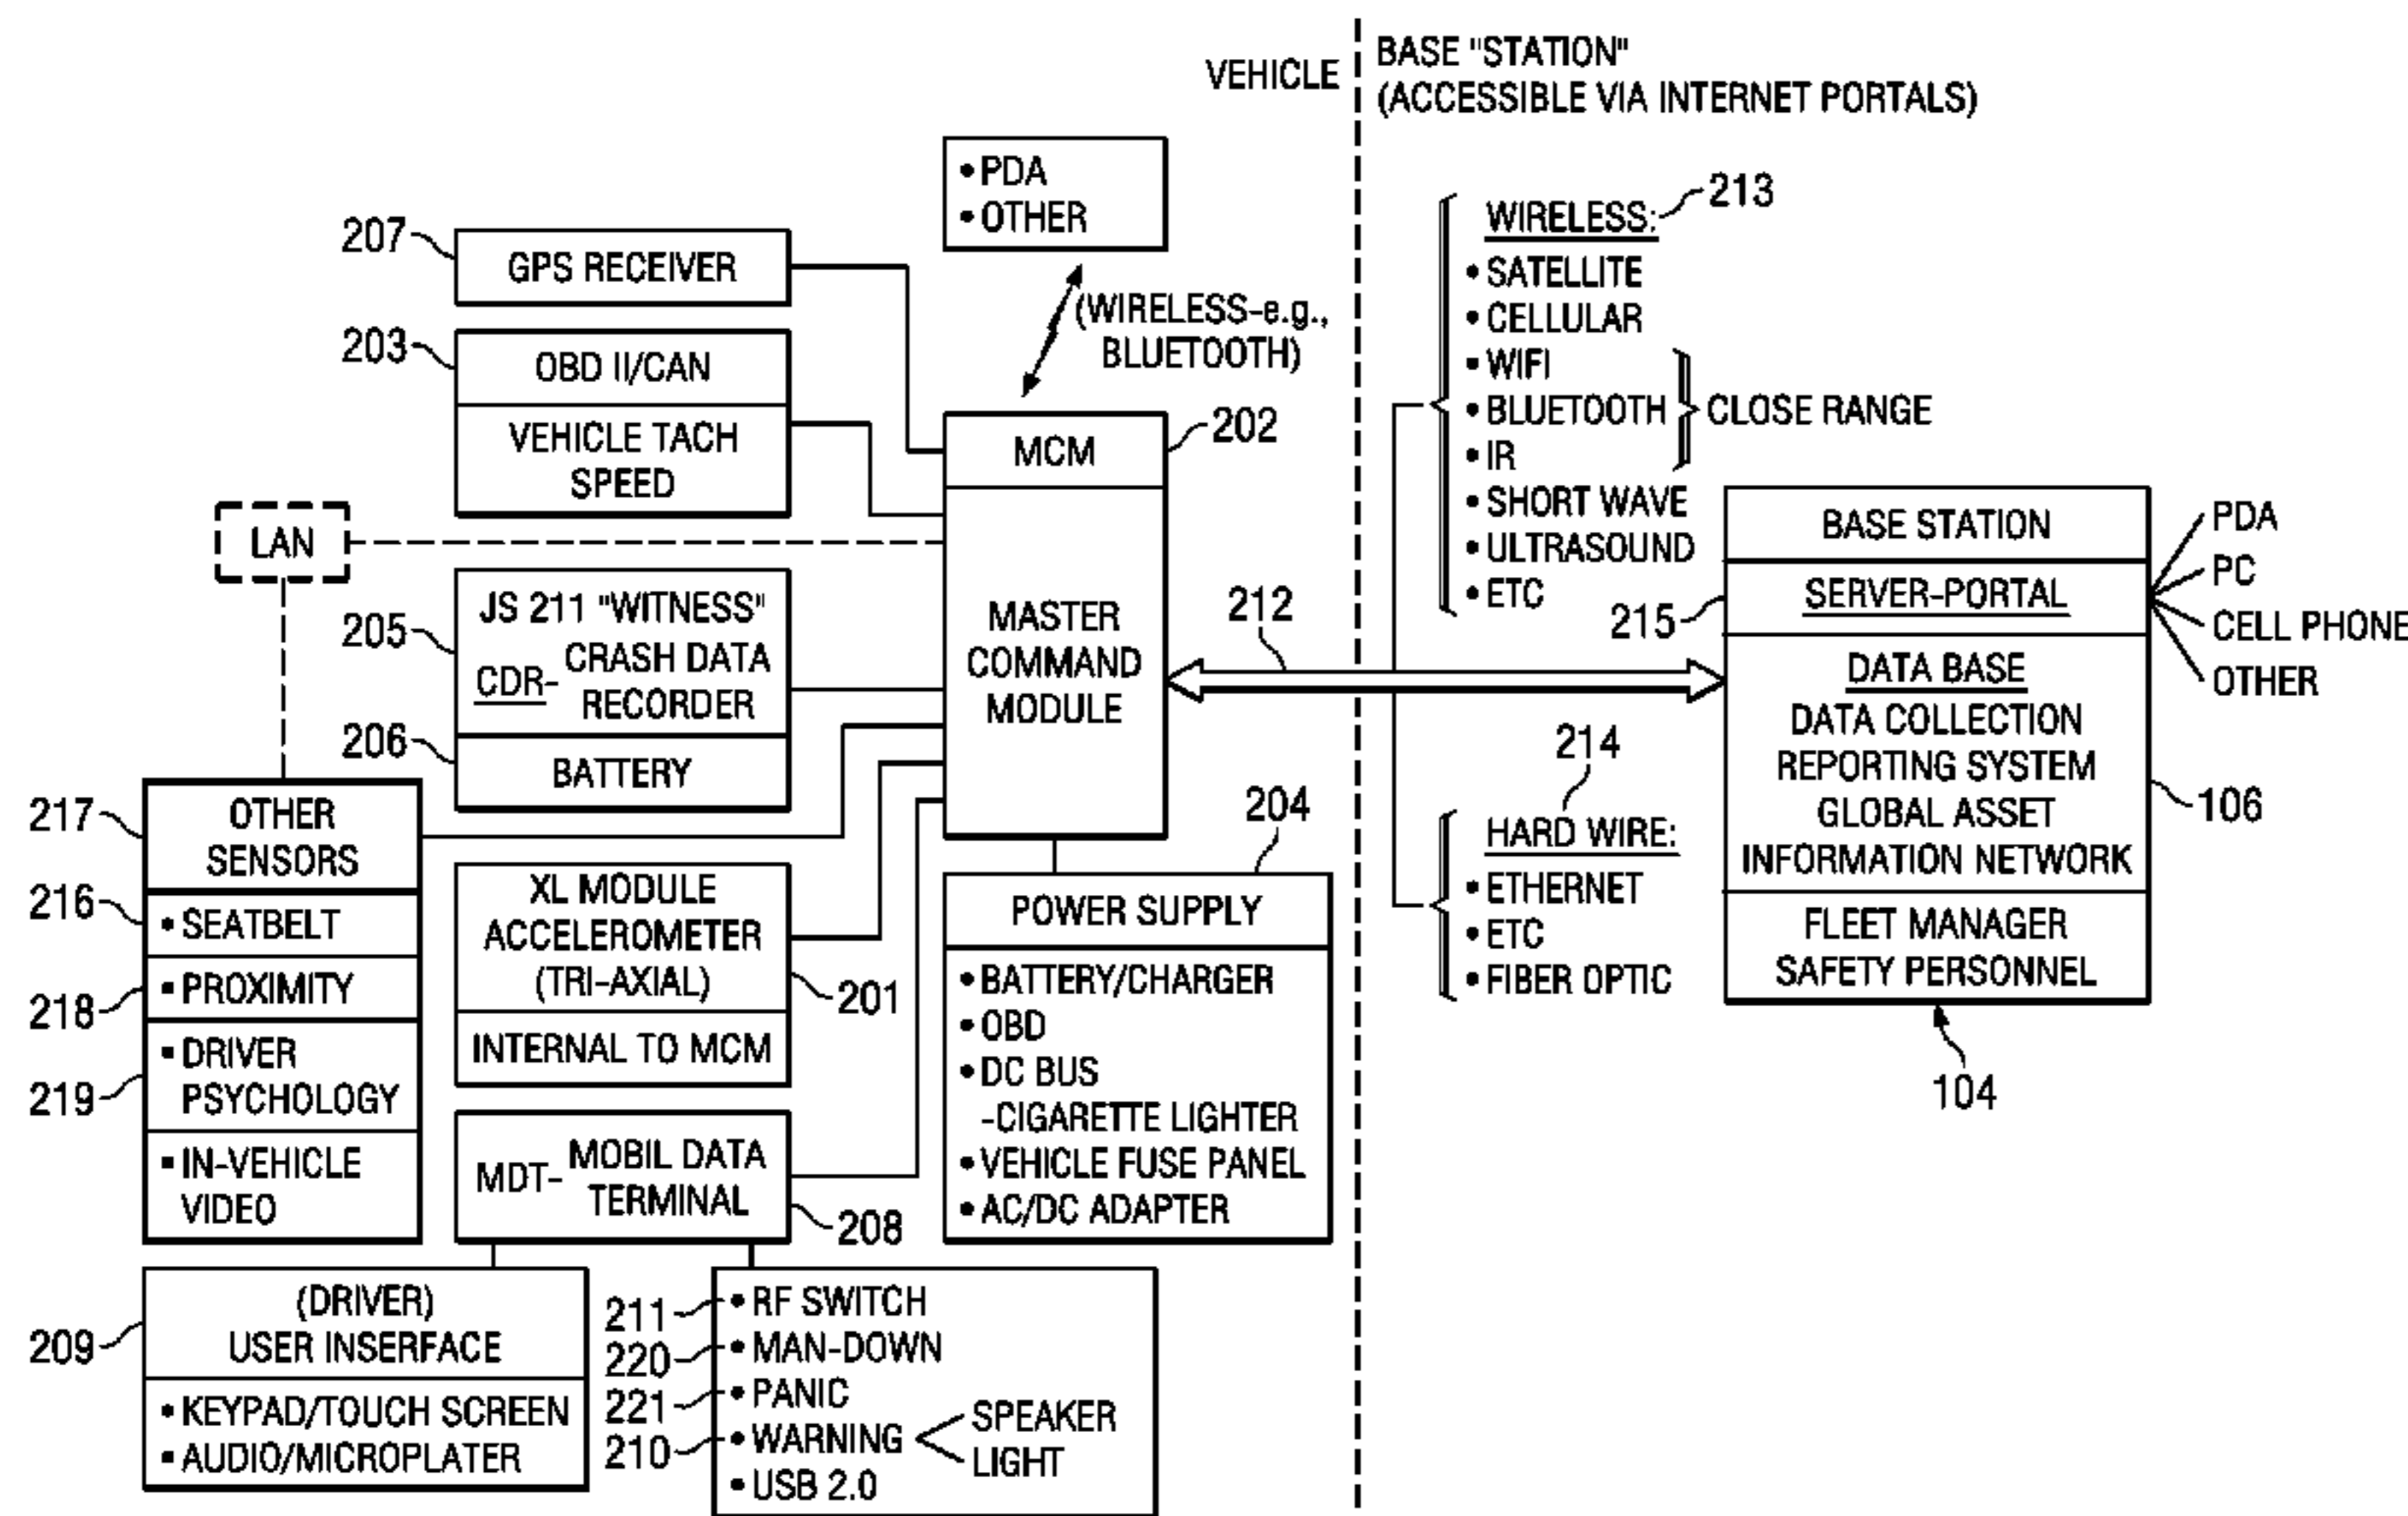 VEHICLE
BASE "STATION"
(ACCESSIBLE VIA INTERNET PORTALS)
• PDA
• OTHER
(WIRELESS-e.g.,
BLUETOOTH)
207
GPS RECEIVER
203
OBD II/CAN
VEHICLE TACH
SPEED
LAN
205
JS 211 "WITNESS"
CDR- CRASH DATA
RECORDER
206
BATTERY
217
OTHER
SENSORS
216
• SEATBELT
218
▪ PROXIMITY
219
▪ DRIVER
PSYCHOLOGY
▪ IN-VEHICLE
VIDEO
XL MODULE
ACCELEROMETER
(TRI-AXIAL)
201
INTERNAL TO MCM
MDT- MOBIL DATA
TERMINAL
208
209
(DRIVER)
USER INSERFACE
• KEYPAD/TOUCH SCREEN
▪ AUDIO/MICROPLATER
211 • RF SWITCH
220 • MAN-DOWN
221 • PANIC
210 • WARNING
SPEAKER
LIGHT
• USB 2.0
MCM
202
MASTER
COMMAND
MODULE
204
POWER SUPPLY
• BATTERY/CHARGER
• OBD
• DC BUS
-CIGARETTE LIGHTER
• VEHICLE FUSE PANEL
• AC/DC ADAPTER
212
WIRELESS: 213
• SATELLITE
• CELLULAR
• WIFI
• BLUETOOTH
• IR
CLOSE RANGE
• SHORT WAVE
• ULTRASOUND
• ETC
214
HARD WIRE:
• ETHERNET
• ETC
• FIBER OPTIC
BASE STATION
215
SERVER-PORTAL
DATA BASE
DATA COLLECTION
REPORTING SYSTEM
GLOBAL ASSET
INFORMATION NETWORK
106
FLEET MANAGER
SAFETY PERSONNEL
104
PDA
PC
CELL PHONE
OTHER